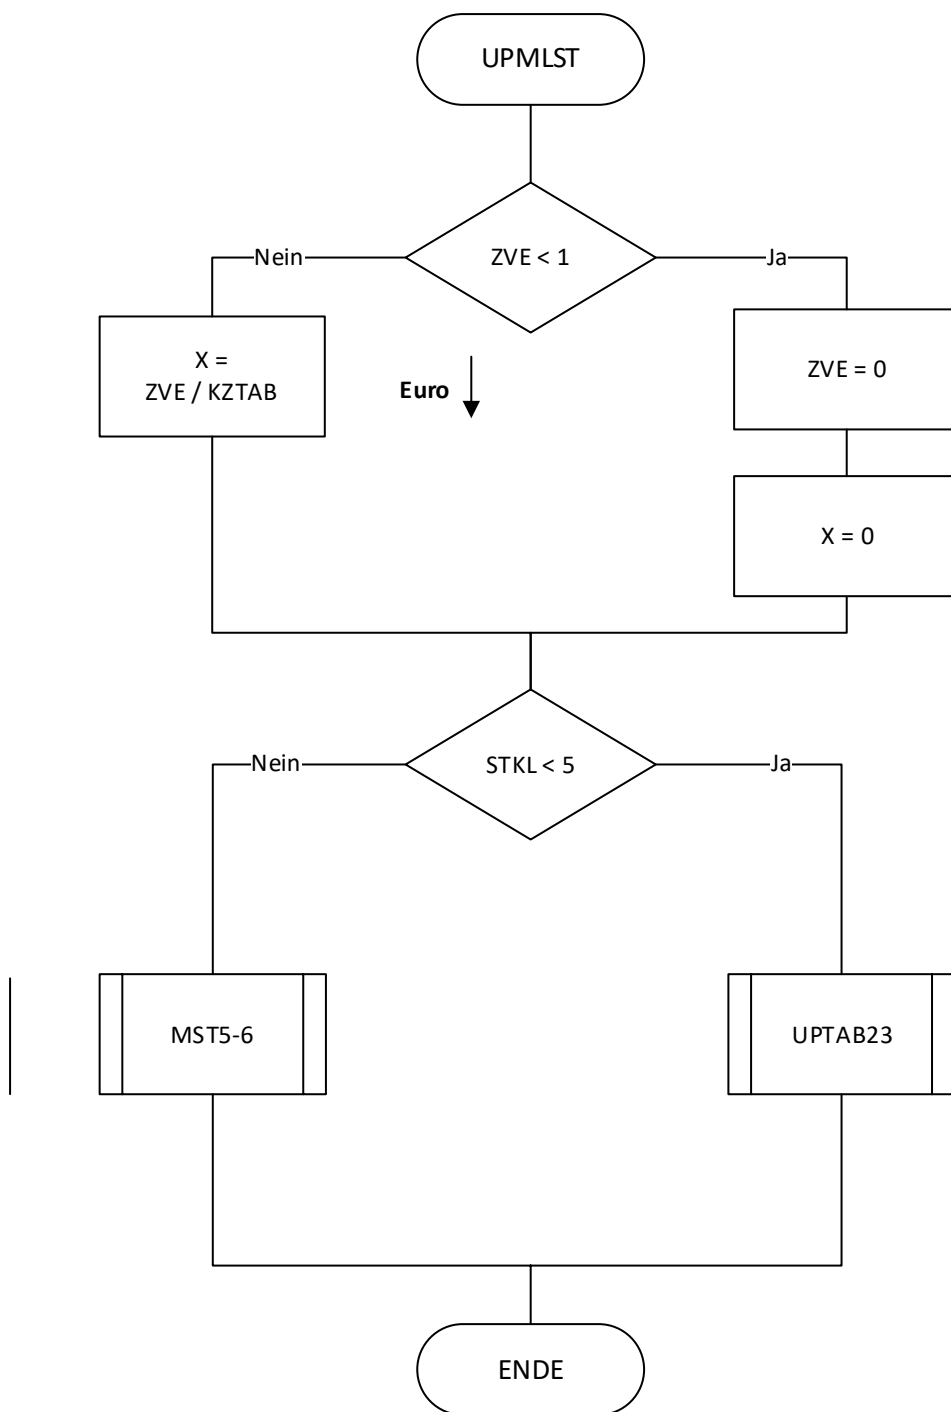 UPMLST
Nein
ZVE < 1
Ja
X =
ZVE / KZTAB
Euro
ZVE = 0
X = 0
Nein
STKL < 5
Ja
MST5-6
UPTAB23
ENDE